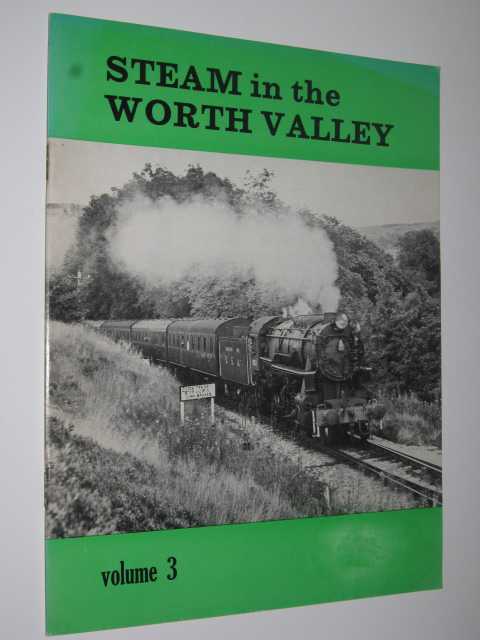 STEAM in the
WORTH VALLEY
volume 3